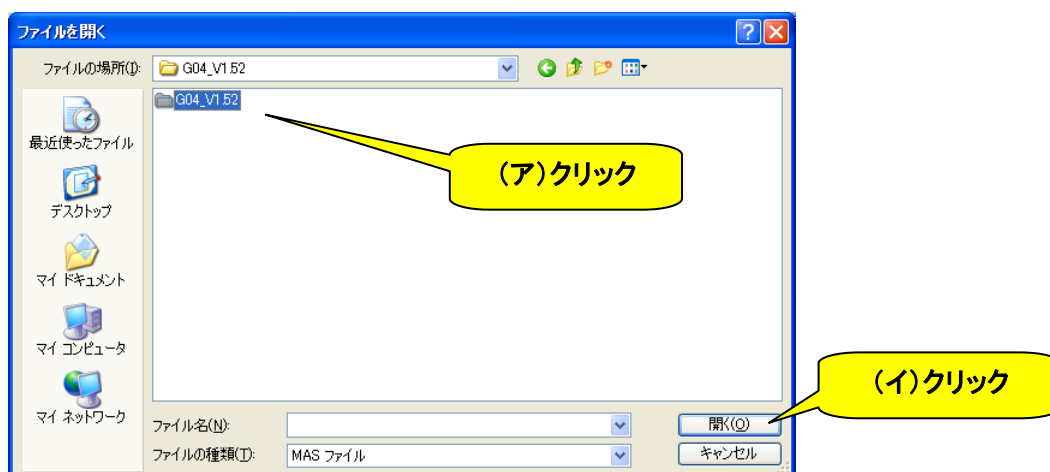 ファイルを開く
ファイルの場所(I):
G04_V1.52
G04_V1.52
最近使ったファイル
デスクトップ
マイ ドキュメント
マイ コンピュータ
マイ ネットワーク
(ア)クリック
(イ)クリック
ファイル名(N):
開く(O)
ファイルの種類(T):
MAS ファイル
キャンセル